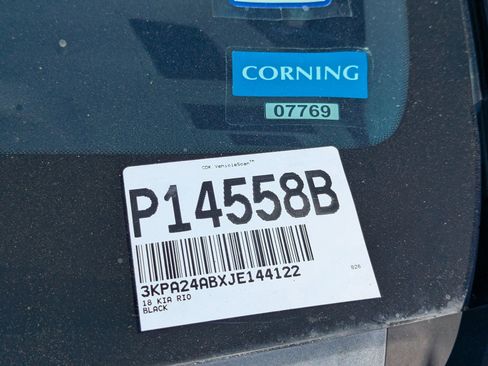 CORNING
07769
CDK VehicleScan™
P14558B
3KPA24ABXJE144122
18 KIA RIO
826
BLACK